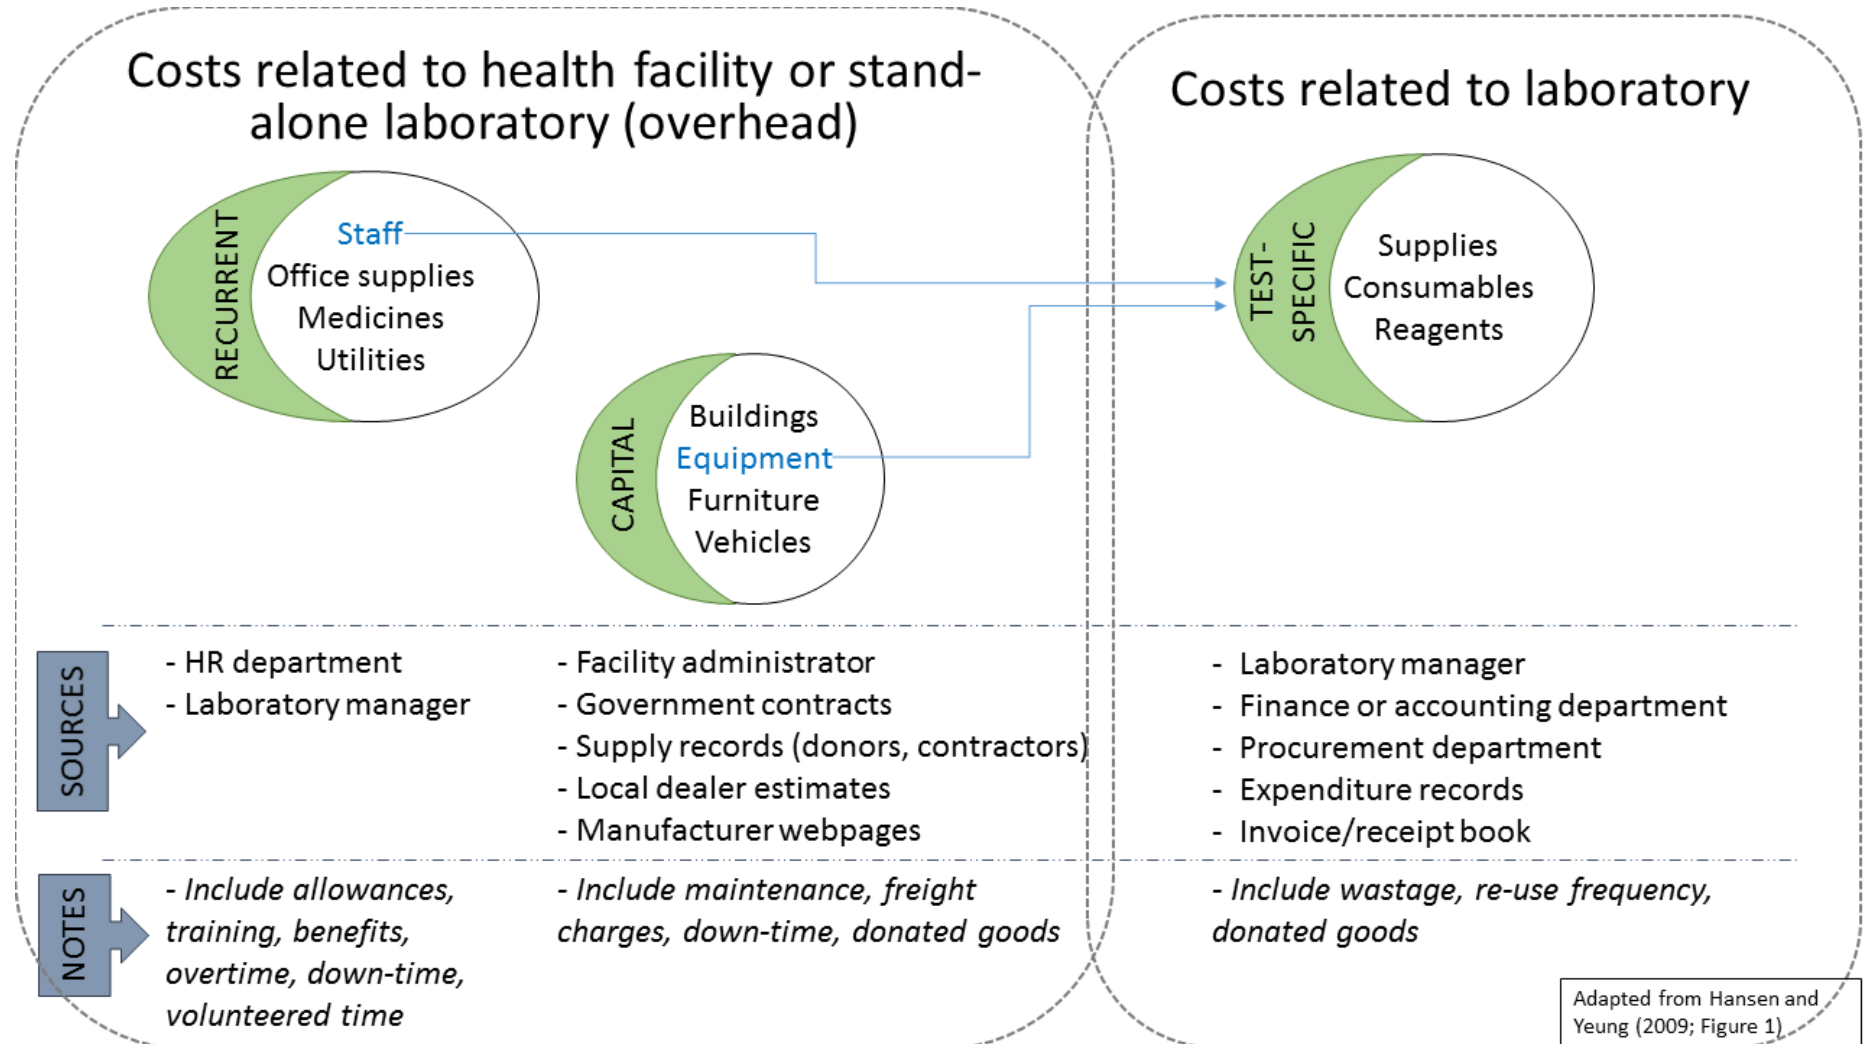 Costs related to health facility or stand-
alone laboratory (overhead)
Costs related to laboratory
RECURRENT
Staff
Office supplies
Medicines
Utilities
CAPITAL
Buildings
Equipment
Furniture
Vehicles
TEST-
SPECIFIC
Supplies
Consumables
Reagents
SOURCES
- HR department
- Laboratory manager
- Facility administrator
- Government contracts
- Supply records (donors, contractors)
- Local dealer estimates
- Manufacturer webpages
- Laboratory manager
- Finance or accounting department
- Procurement department
- Expenditure records
- Invoice/receipt book
NOTES
- Include allowances,
training, benefits,
overtime, down-time,
volunteered time
- Include maintenance, freight
charges, down-time, donated goods
- Include wastage, re-use frequency,
donated goods
Adapted from Hansen and
Yeung (2009; Figure 1)